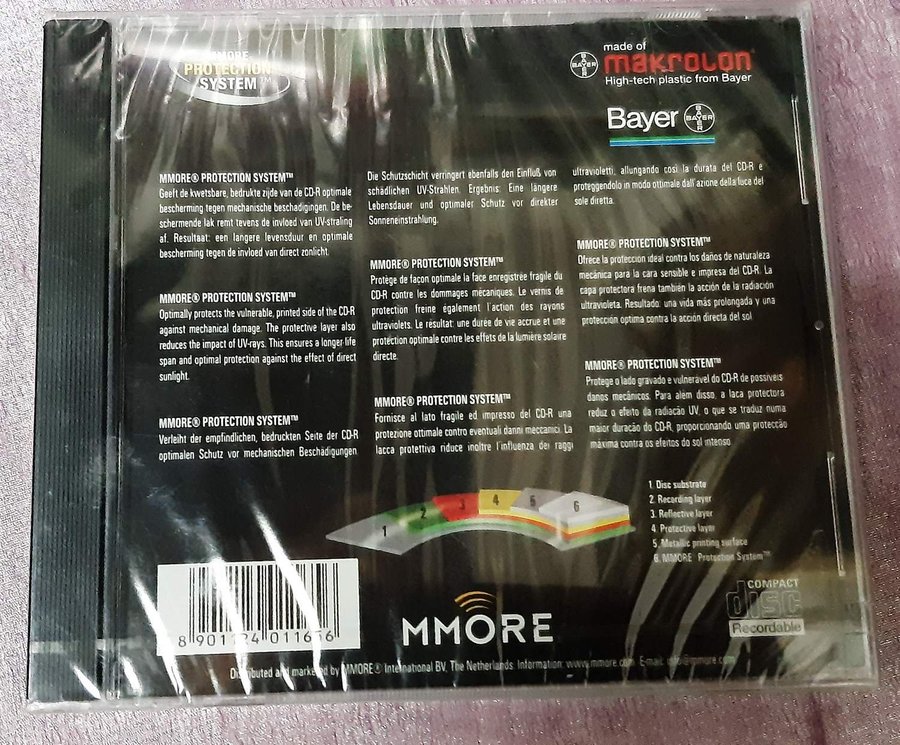 MMORE
PROTECTION
SYSTEM™
made of
makrolon®
High-tech plastic from Bayer
BAYER
BAYER
Bayer
BAYER
BAYER
MMORE® PROTECTION SYSTEM™
Geeft de kwetsbare, bedrukte zijde van de CD-R optimale
bescherming tegen mechanische beschadigingen. De be-
schermende lak remt tevens de invloed van UV-straling
af. Resultaat: een langere levensduur en optimale
bescherming tegen de invloed van direct zonlicht.
MMORE® PROTECTION SYSTEM™
Optimally protects the vulnerable, printed side of the CD-R
against mechanical damage. The protective layer also
reduces the impact of UV-rays. This ensures a longer life
span and optimal protection against the effect of direct
sunlight.
MMORE® PROTECTION SYSTEM™
Verleiht der empfindlichen, bedruckten Seite der CD-R
optimalen Schutz vor mechanischen Beschädigungen.
Die Schutzschicht verringert ebenfalls den Einfluß von
schädlichen UV-Strahlen. Ergebnis: Eine längere
Lebensdauer und optimaler Schutz vor direkter
Sonneneinstrahlung.
MMORE® PROTECTION SYSTEM™
Protège de façon optimale la face enregistrée fragile du
CD-R contre les dommages mécaniques. Le vernis de
protection freine également l'action des rayons
ultraviolets. Le résultat: une durée de vie accrue et une
protection optimale contre les effets de la lumière solaire
directe.
MMORE® PROTECTION SYSTEM™
Fornisce al lato fragile ed impresso del CD-R una
protezione ottimale contro eventuali danni meccanici. La
lacca protettiva riduce inoltre l'influenza dei raggi
ultravioletti, allungando così la durata del CD-R e
proteggendolo in modo ottimale dall'azione della luce del
sole diretta.
MMORE® PROTECTION SYSTEM™
Ofrece la protección ideal contra los daños de naturaleza
mecánica para la cara sensible e impresa del CD-R. La
capa protectora frena también la acción de la radiación
ultravioleta. Resultado: una vida más prolongada y una
protección optima contra la acción directa del sol
MMORE® PROTECTION SYSTEM™
Protege o lado gravado e vulnerável do CD-R de possíveis
danos mecânicos. Para alem disso, a laca protectora
reduz o efeito da radiação UV, o que se traduz numa
maior duração do CD-R, proporcionando uma protecção
máxima contra os efeitos do sol intenso.
1 2 3 4 5 6
1. Disc substrate
2. Recording layer
3. Reflective layer
4. Protective layer
5. Metallic printing surface
6. MMORE Protection System™
MMORE
COMPACT
disc
Recordable
Distributed and marketed by MMORE® International BV, The Netherlands. Information: www.mmore.com E-mail: info@mmore.com